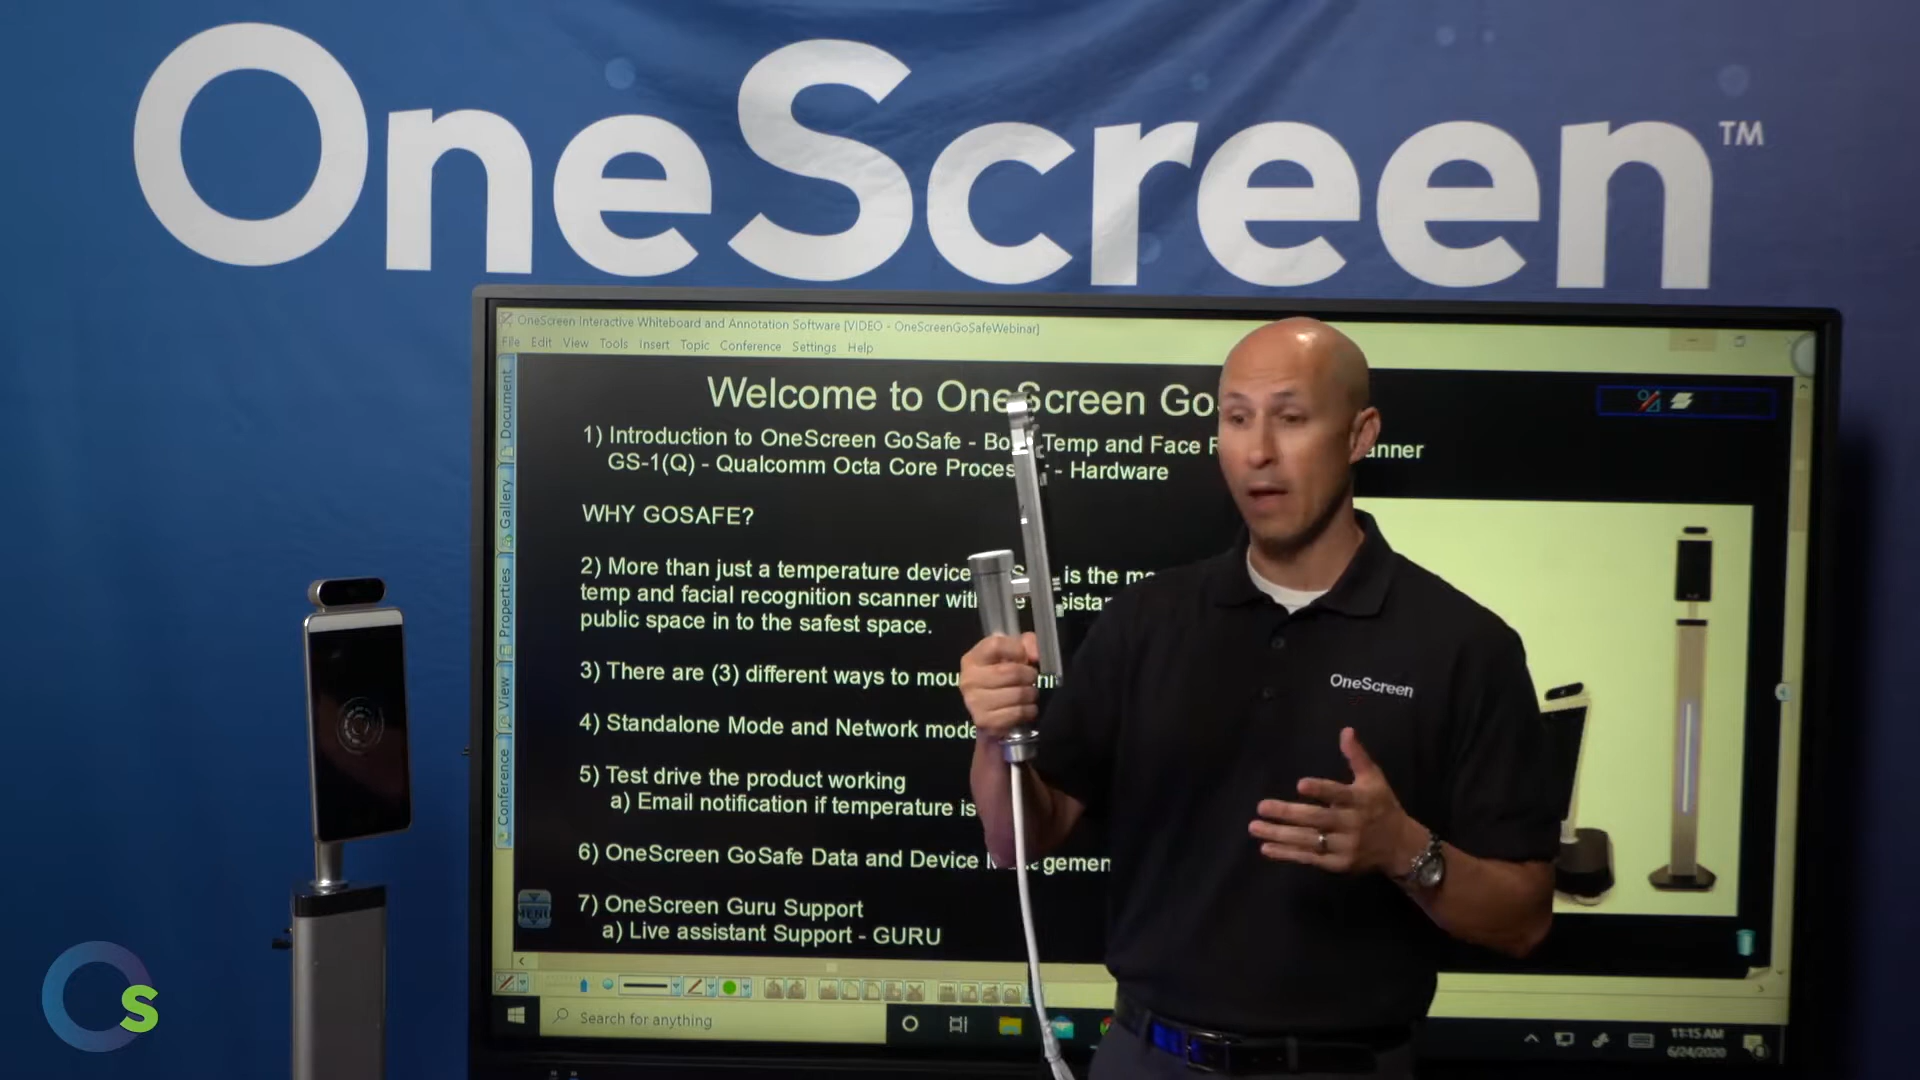 OneScreen™
OneScreen Interactive Whiteboard and Annotation Software [VIDEO - OneScreenGoSafeWebinar]
File Edit View Tools Insert Topic Conference Settings Help
Document
Gallery
Properties
View
Conference
Welcome to OneScreen Go
1) Introduction to OneScreen GoSafe - Bo Temp and Face R anner
GS-1(Q) - Qualcomm Octa Core Proces - Hardware
WHY GOSAFE?
2) More than just a temperature device is the mo
temp and facial recognition scanner wit sista
public space in to the safest space.
3) There are (3) different ways to mou
4) Standalone Mode and Network mode
5) Test drive the product working
a) Email notification if temperature is
6) OneScreen GoSafe Data and Device gemen
7) OneScreen Guru Support
a) Live assistant Support - GURU
MENU
OneScreen
Search for anything
11:15 AM
6/24/2020
OS